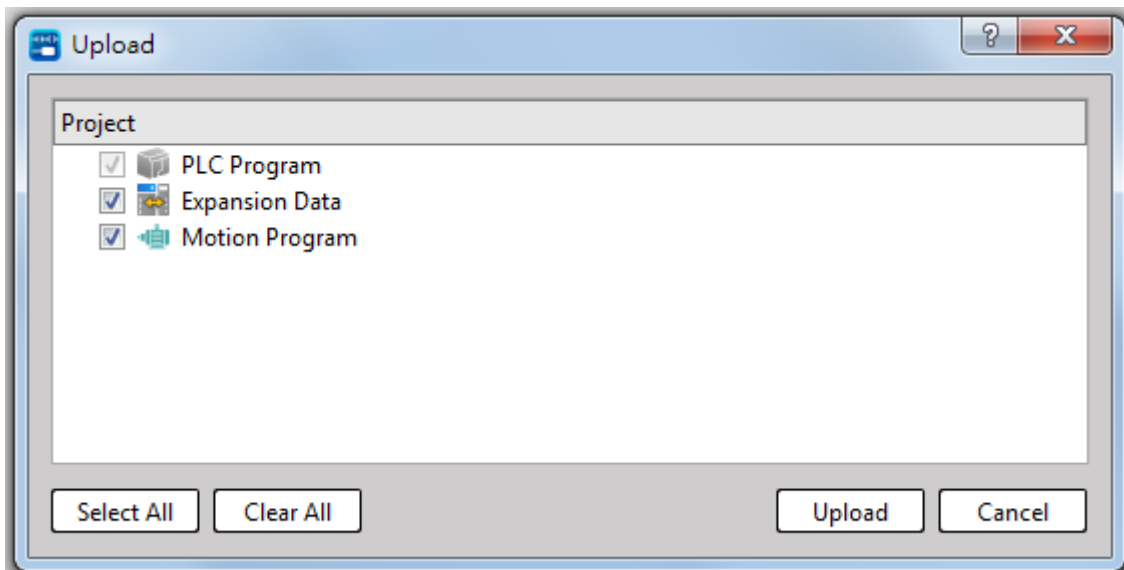 Upload
Project
PLC Program
Expansion Data
Motion Program
Select All Clear All Upload Cancel